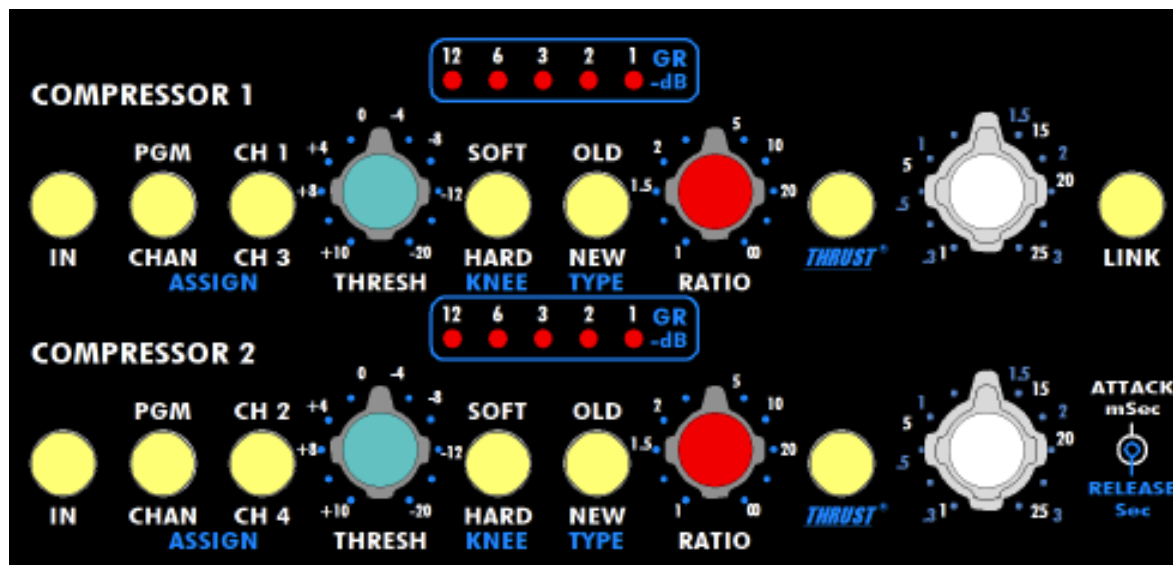 12 6 3 2 1 GR
-dB
COMPRESSOR 1
0 -4
+4 -8
+8 -12
+10 -20
PGM CH 1 SOFT OLD
IN CHAN CH 3 HARD NEW
ASSIGN THRESH KNEE TYPE RATIO
5
2 10
1.5 20
1 ∞
THRUST®
1.5 15
1 2
5 20
.5
.3 1 25 3
LINK
12 6 3 2 1 GR
-dB
COMPRESSOR 2
0 -4
+4 -8
+8 -12
+10 -20
PGM CH 2 SOFT OLD
IN CHAN CH 4 HARD NEW
ASSIGN THRESH KNEE TYPE RATIO
5
2 10
1.5 20
1 ∞
THRUST®
1.5 15
1 2
5 20
.5
.3 1 25 3
ATTACK
mSec
RELEASE
Sec